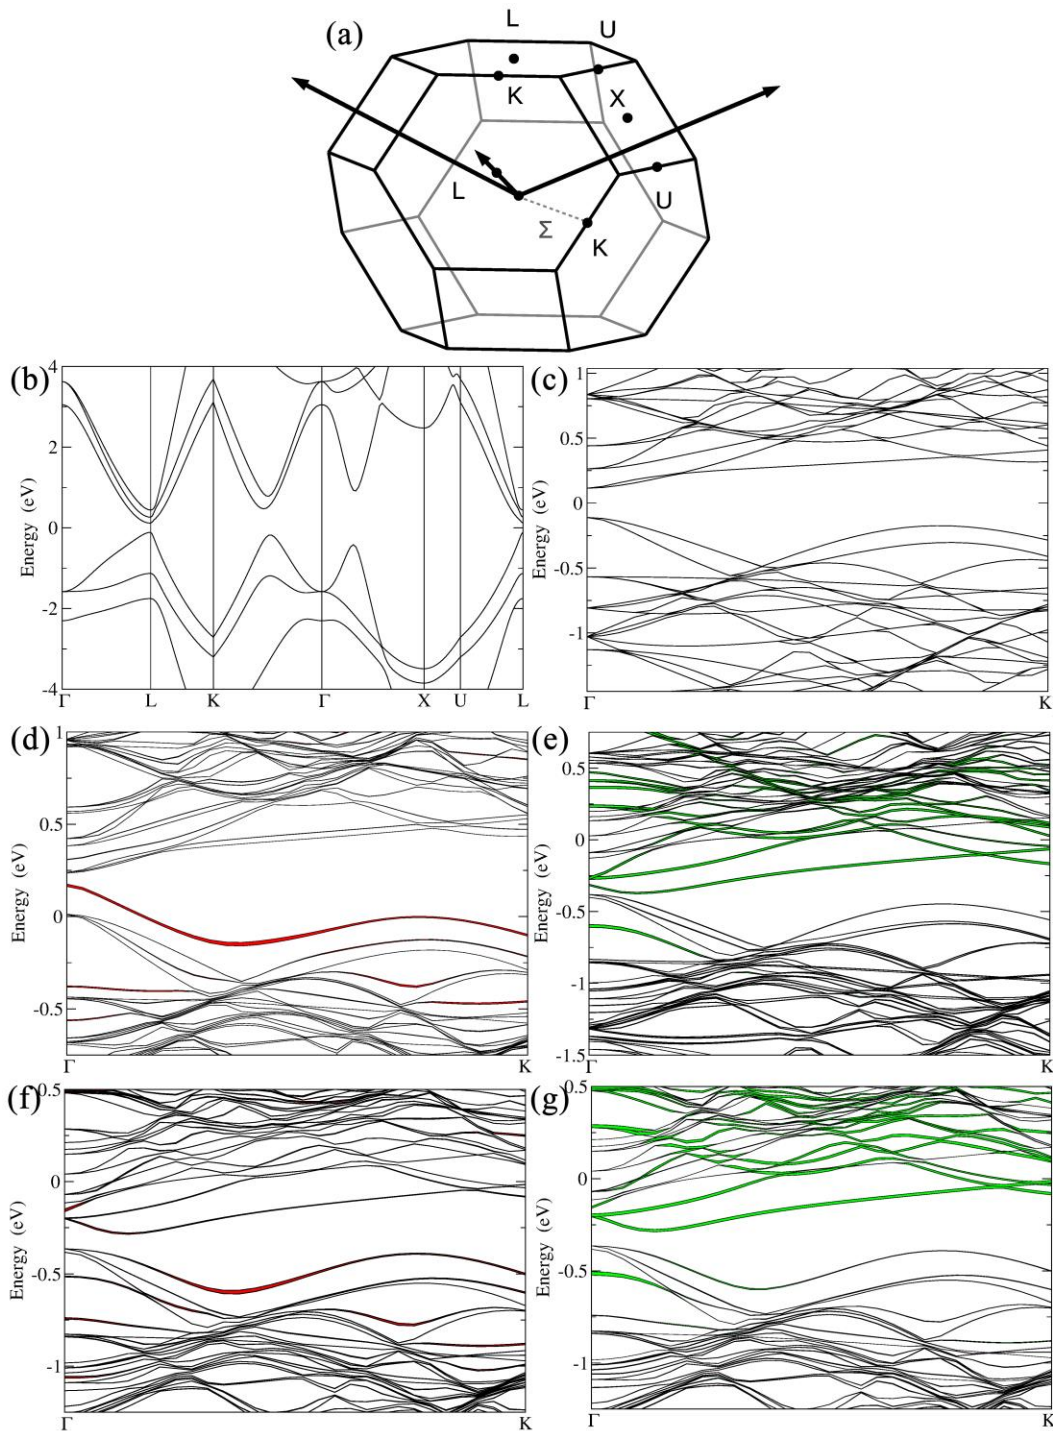 (a)
L
U
K
X
L
U
Σ
K
(b)
4
2
0
-2
-4
Energy (eV)
Γ L K Γ X U L
(c)
1
0.5
0
-0.5
-1
Energy (eV)
Γ K
(d)
1
0.5
0
-0.5
Energy (eV)
Γ K
(e)
0.5
0
-0.5
-1
-1.5
Energy (eV)
Γ K
(f)
0.5
0
-0.5
-1
Energy (eV)
Γ K
(g)
0.5
0
-0.5
-1
Energy (eV)
Γ K